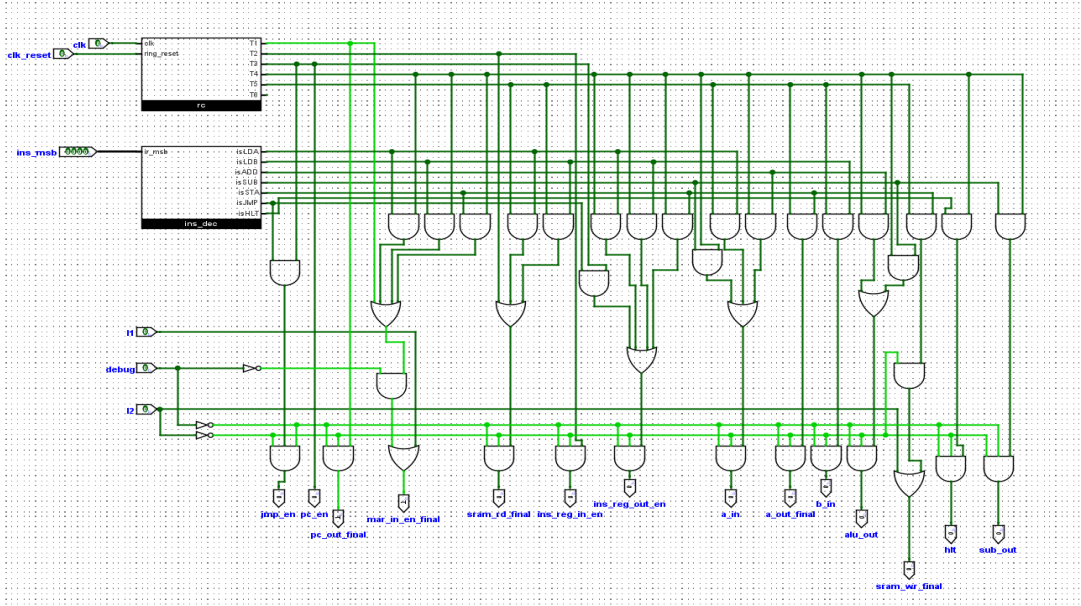 clk
clk_reset
clk
ring_reset
T1
T2
T3
T4
T5
T6
rc
ins_msb
0000
ir_msb
isLDA
isLDB
isADD
isSUB
isSTA
isJMP
isHLT
ins_dec
I1
debug
I2
jmp_en
pc_en
pc_out_final
mar_in_en_final
sram_rd_final
ins_reg_in_en
ins_reg_out_en
a_in
a_out_final
b_in
alu_out
hlt
sub_out
sram_wr_final